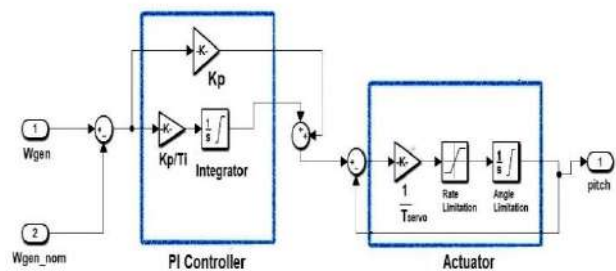 -K-
Kp
1
Wgen
+
-
-K-
Kp/Ti
1
s
Integrator
+
+
+
-
-K-
1
Tservo
Rate
Limitation
1
s
Angle
Limitation
1
pitch
2
Wgen_nom
PI Controller
Actuator